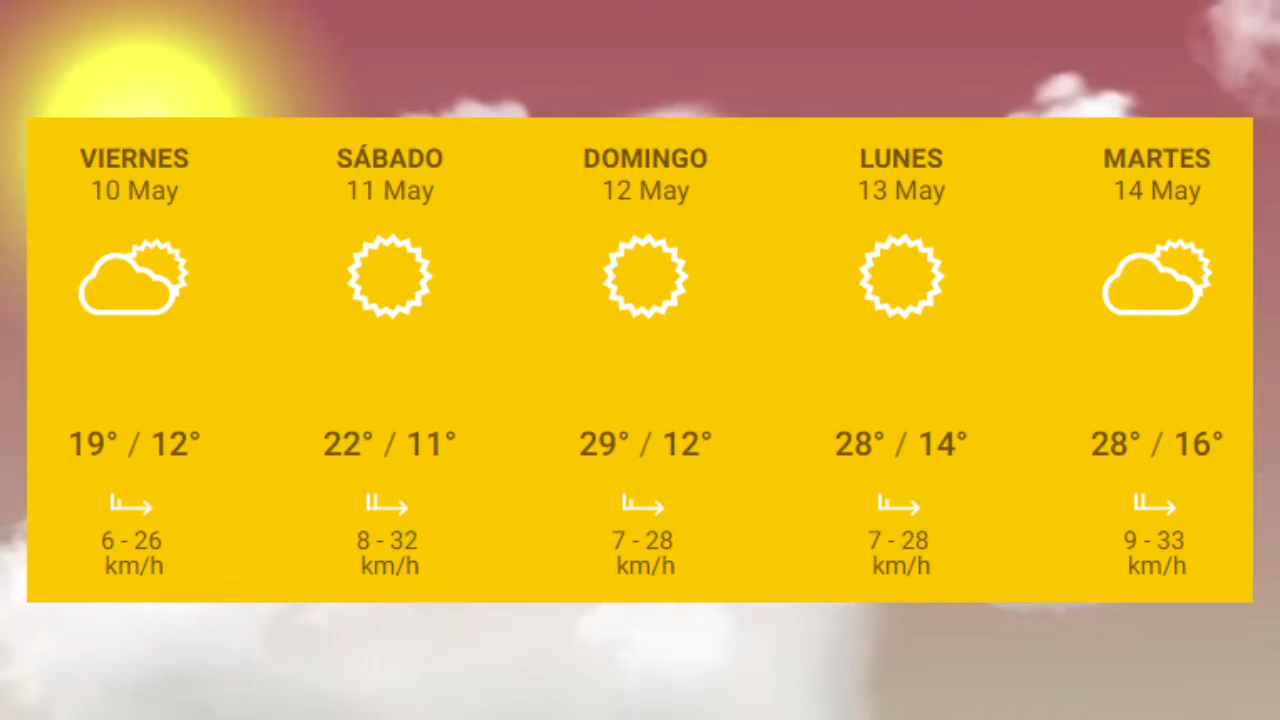 VIERNES
10 May
19° / 12°
6 - 26
km/h
SÁBADO
11 May
22° / 11°
8 - 32
km/h
DOMINGO
12 May
29° / 12°
7 - 28
km/h
LUNES
13 May
28° / 14°
7 - 28
km/h
MARTES
14 May
28° / 16°
9 - 33
km/h